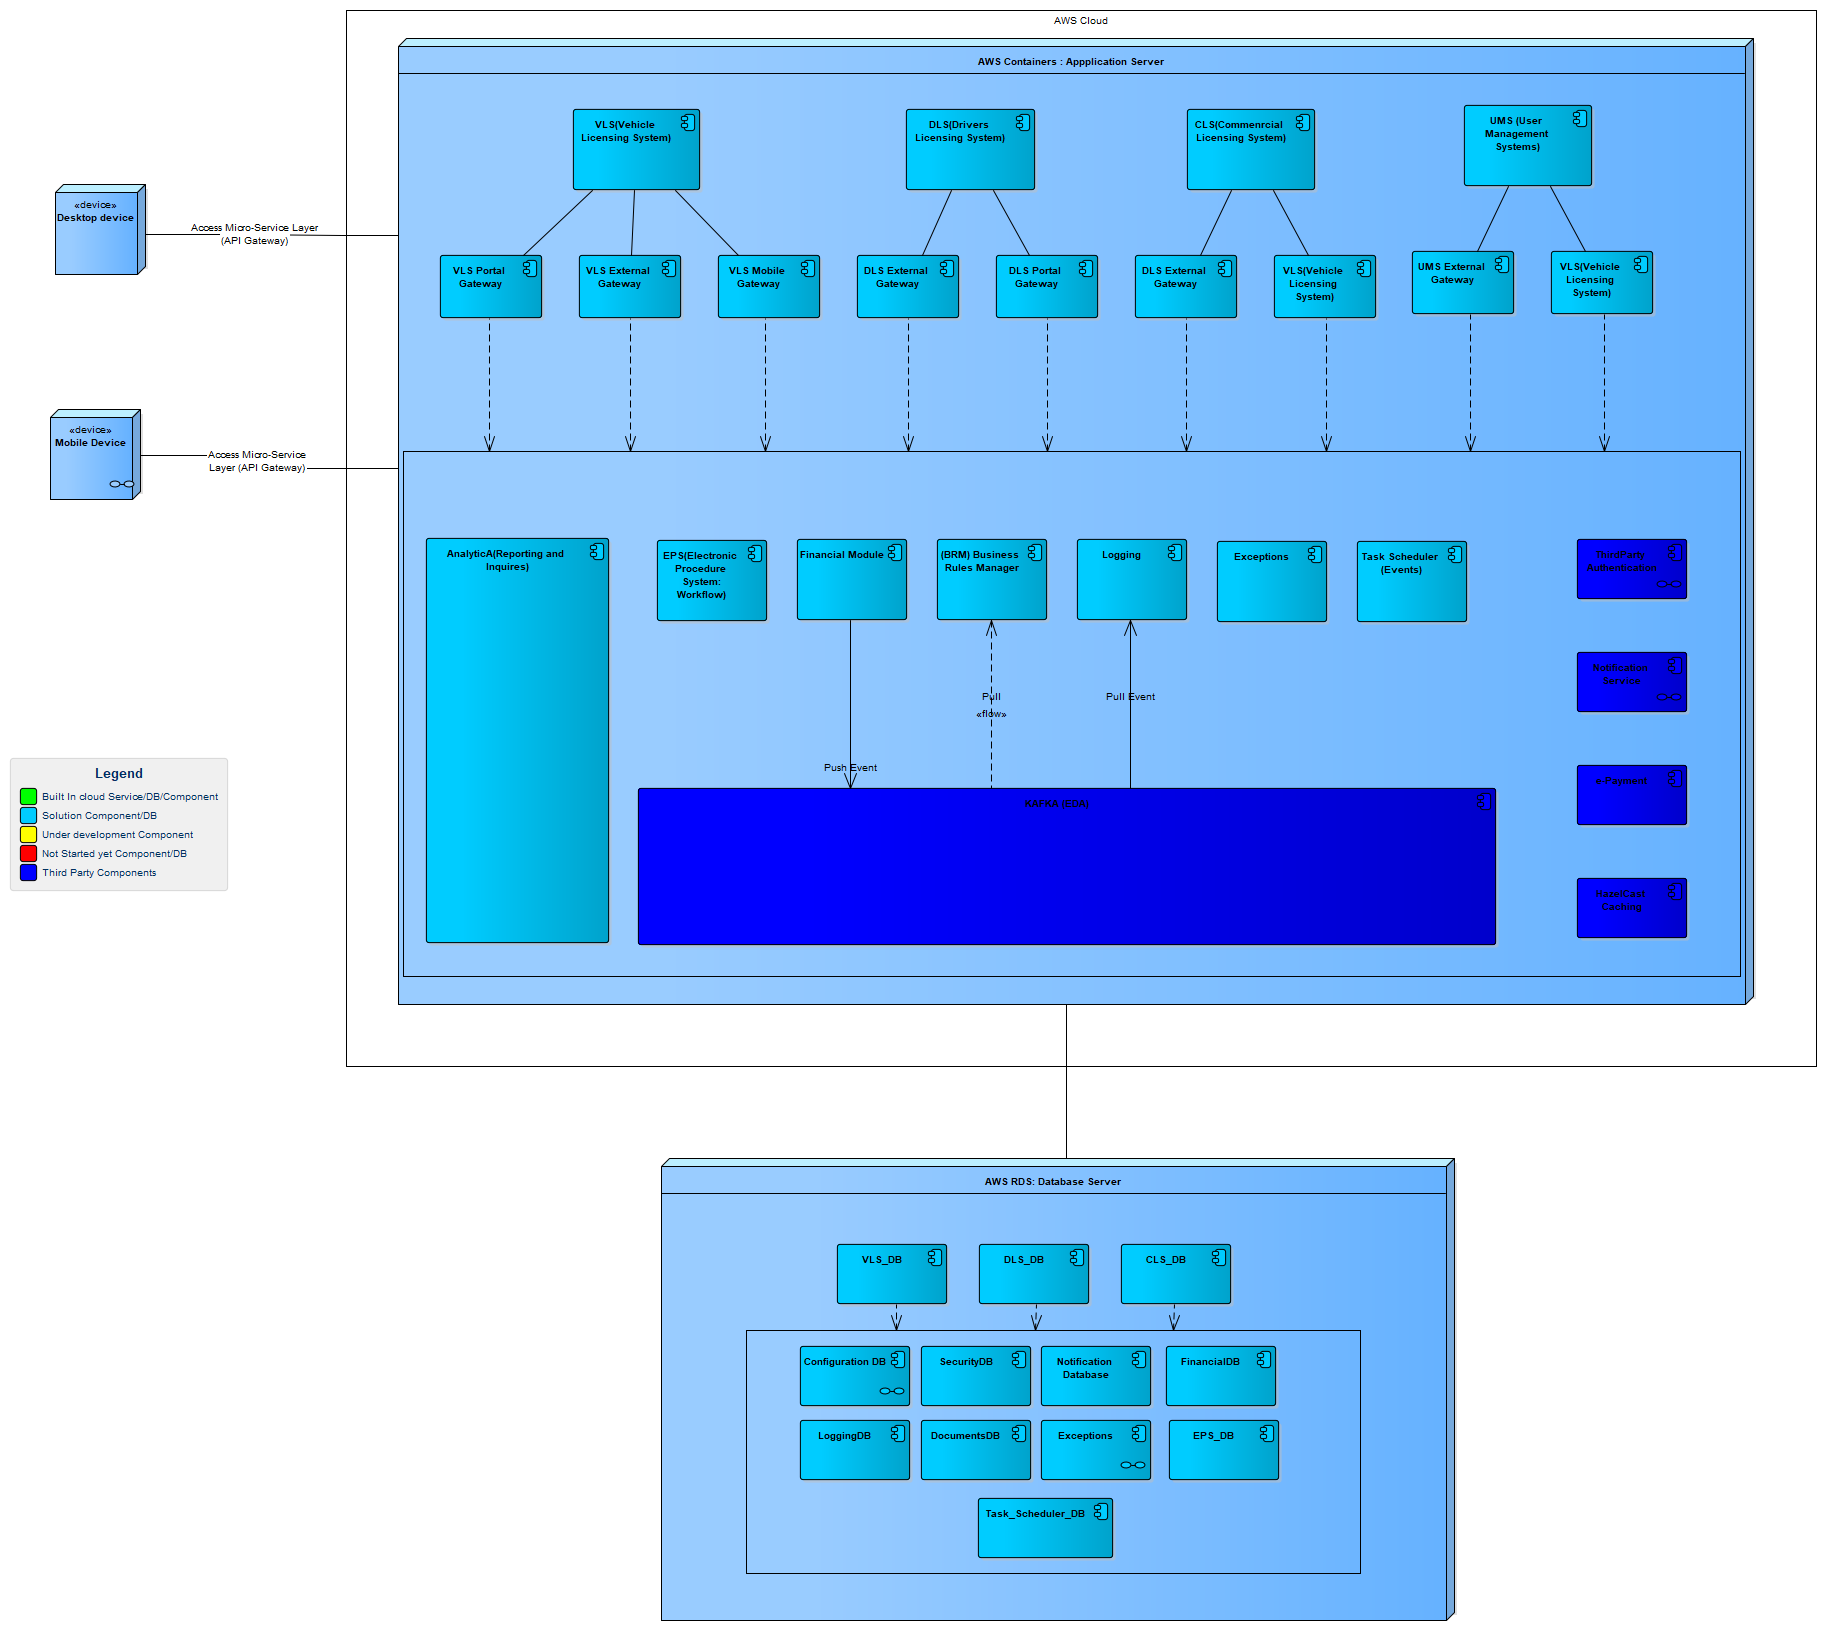 AWS Cloud
AWS Containers : Appplication Server
VLS(Vehicle
Licensing System)
DLS(Drivers
Licensing System)
CLS(Commenrcial
Licensing System)
UMS (User
Management
Systems)
«device»
Desktop device
Access Micro-Service Layer
(API Gateway)
VLS Portal
Gateway
VLS External
Gateway
VLS Mobile
Gateway
DLS External
Gateway
DLS Portal
Gateway
DLS External
Gateway
VLS(Vehicle
Licensing
System)
UMS External
Gateway
VLS(Vehicle
Licensing
System)
«device»
Mobile Device
Access Micro-Service
Layer (API Gateway)
AnalyticA(Reporting and
Inquires)
EPS(Electronic
Procedure
System:
Workflow)
Financial Module
(BRM) Business
Rules Manager
Logging
Exceptions
Task Scheduler
(Events)
ThirdParty
Authentication
Notification
Service
Pull
«flow»
Pull Event
Push Event
e-Payment
KAFKA (EDA)
HazelCast
Caching
Legend
Built In cloud Service/DB/Component
Solution Component/DB
Under development Component
Not Started yet Component/DB
Third Party Components
AWS RDS: Database Server
VLS_DB
DLS_DB
CLS_DB
Configuration DB
SecurityDB
Notification
Database
FinancialDB
LoggingDB
DocumentsDB
Exceptions
EPS_DB
Task_Scheduler_DB